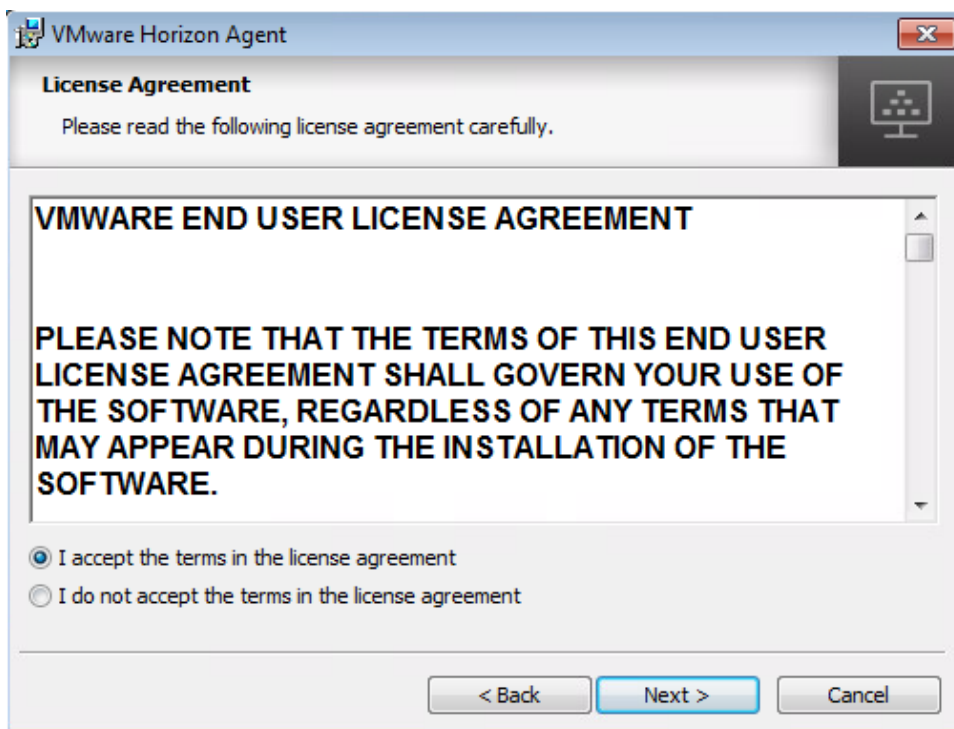 VMware Horizon Agent
License Agreement
Please read the following license agreement carefully.
VMWARE END USER LICENSE AGREEMENT
PLEASE NOTE THAT THE TERMS OF THIS END USER
LICENSE AGREEMENT SHALL GOVERN YOUR USE OF
THE SOFTWARE, REGARDLESS OF ANY TERMS THAT
MAY APPEAR DURING THE INSTALLATION OF THE
SOFTWARE.
I accept the terms in the license agreement
I do not accept the terms in the license agreement
< Back Next > Cancel